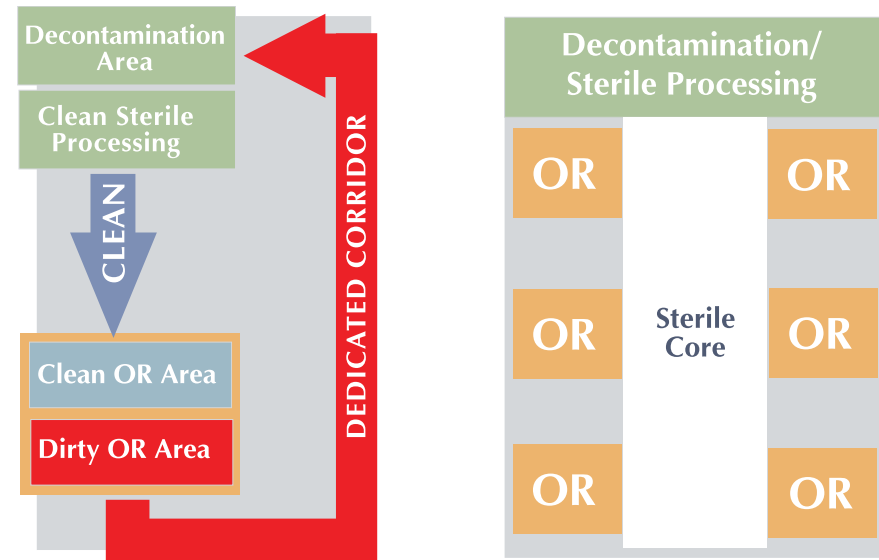 Decontamination
Area
Clean Sterile
Processing
CLEAN
Clean OR Area
Dirty OR Area
DEDICATED CORRIDOR
Decontamination/
Sterile Processing
OR
OR
OR
Sterile
Core
OR
OR
OR